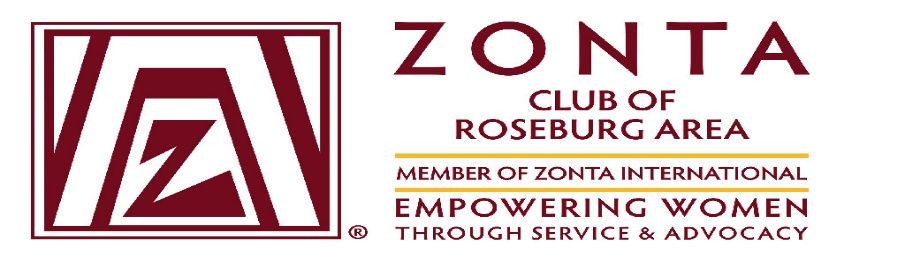 ZONTA
CLUB OF
ROSEBURG AREA
MEMBER OF ZONTA INTERNATIONAL
EMPOWERING WOMEN
THROUGH SERVICE & ADVOCACY
Z
®